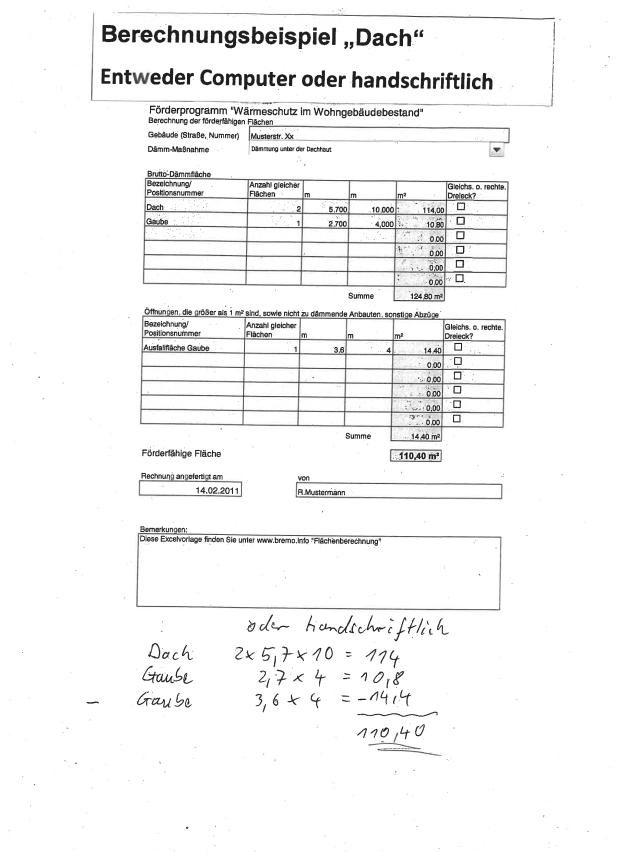 Berechnungsbeispiel „Dach“
Entweder Computer oder handschriftlich
Förderprogramm "Wärmeschutz im Wohngebäudebestand"
Berechnung der förderfähigen Flächen
Gebäude (Straße, Nummer) Musterstr. Xx
Dämm-Maßnahme Dämmung unter der Dachhaut
Brutto-Dämmfläche
Bezeichnung/ Anzahl gleicher Gleichs. o. rechte.
Positionsnummer Flächen m m m² Dreieck?
Dach 2 5,700 10,000 114,00
Gaube 1 2,700 4,000 10,80
0,00
0,00
0,00
0,00
Summe 124,80 m²
Öffnungen, die größer als 1 m² sind, sowie nicht zu dämmende Anbauten, sonstige Abzüge
Bezeichnung/ Anzahl gleicher Gleichs. o. rechte.
Positionsnummer Flächen m m m² Dreieck?
Ausfallfläche Gaube 1 3,6 4 14,40
0,00
0,00
0,00
0,00
0,00
Summe 14,40 m²
Förderfähige Fläche 110,40 m²
Rechnung angefertigt am von
14.02.2011 R.Mustermann
Bemerkungen:
Diese Excelvorlage finden Sie unter www.bremo.info "Flächenberechnung"
oder handschriftlich
Dach 2 x 5,7 x 10 = 114
Gaube 2,7 x 4 = 10,8
– Gaube 3,6 x 4 = –14,4
110,40